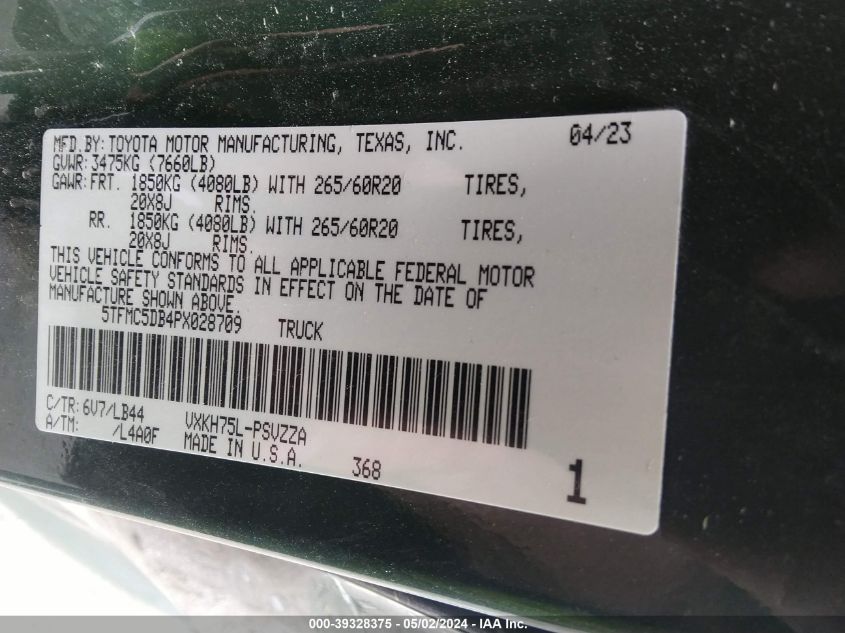 MFD.BY: TOYOTA MOTOR MANUFACTURING, TEXAS, INC. 04/23
GVWR: 3475KG (7660LB)
GAWR: FRT. 1850KG (4080LB) WITH 265/60R20 TIRES,
20X8J RIMS.
RR. 1850KG (4080LB) WITH 265/60R20 TIRES,
20X8J RIMS.
THIS VEHICLE CONFORMS TO ALL APPLICABLE FEDERAL MOTOR
VEHICLE SAFETY STANDARDS IN EFFECT ON THE DATE OF
MANUFACTURE SHOWN ABOVE.
5TFMC5DB4PX028709 TRUCK
C/TR: 6V7/LB44 VXKH75L-PSVZZA
A/TM: /L4A0F MADE IN U.S.A. 368 1
000-39328375 - 05/02/2024 - IAA Inc.